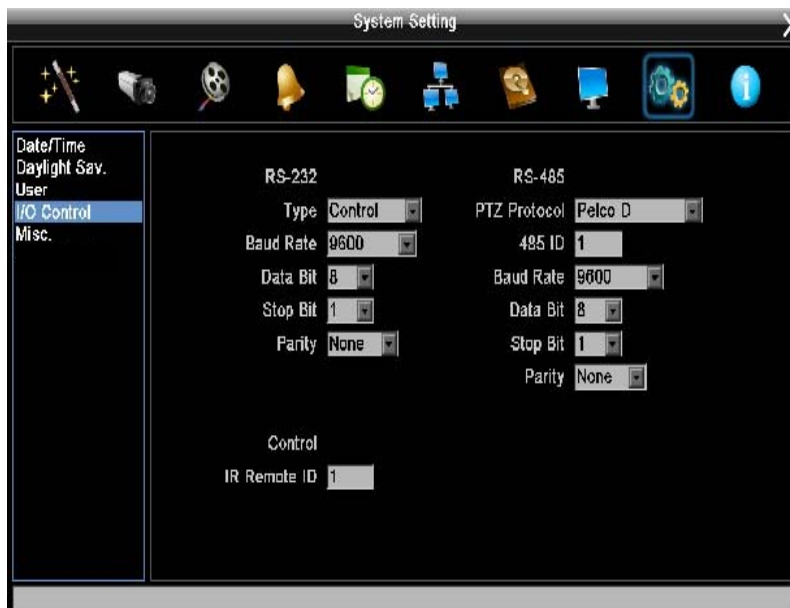 System Setting
X
Date/Time
Daylight Sav.
User
I/O Control
Misc.
RS-232
Type Control
Baud Rate 9600
Data Bit 8
Stop Bit 1
Parity None
RS-485
PTZ Protocol Pelco D
485 ID 1
Baud Rate 9600
Data Bit 8
Stop Bit 1
Parity None
Control
IR Remote ID 1